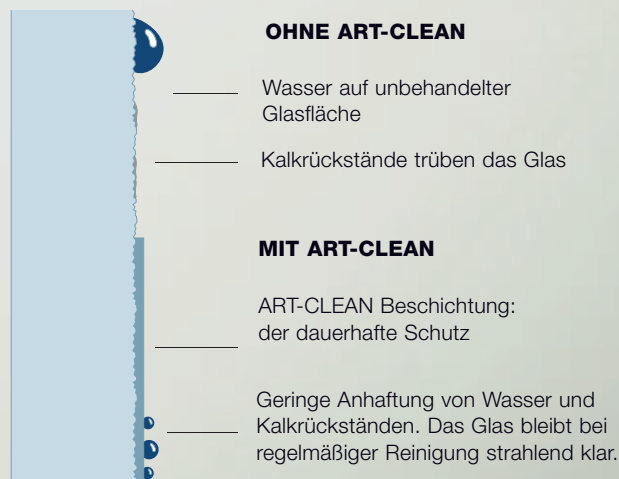 OHNE ART-CLEAN
Wasser auf unbehandelter
Glasfläche
Kalkrückstände trüben das Glas
MIT ART-CLEAN
ART-CLEAN Beschichtung:
der dauerhafte Schutz
Geringe Anhaftung von Wasser und
Kalkrückständen. Das Glas bleibt bei
regelmäßiger Reinigung strahlend klar.